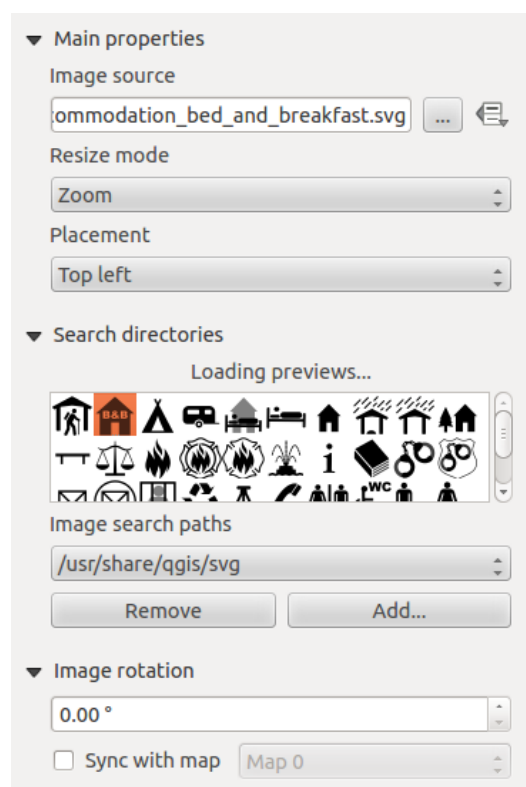 Main properties
Image source
ommodation_bed_and_breakfast.svg ...
Resize mode
Zoom
Placement
Top left
Search directories
Loading previews...
B&B
i
WC
Image search paths
/usr/share/qgis/svg
Remove Add...
Image rotation
0.00 °
Sync with map Map 0